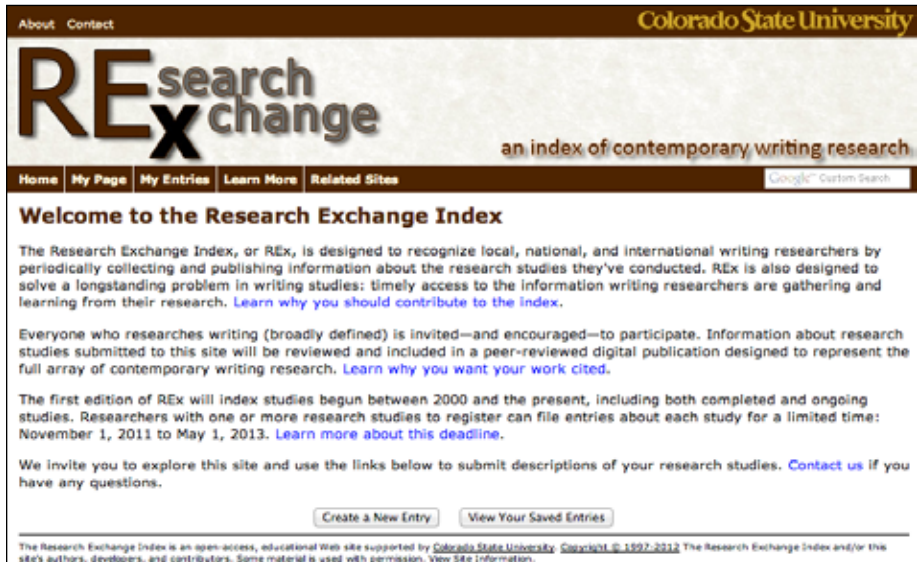 About Contact
Colorado State University
REsearch
xchange
an index of contemporary writing research
Home My Page My Entries Learn More Related Sites
Google™ Custom Search
Welcome to the Research Exchange Index
The Research Exchange Index, or REx, is designed to recognize local, national, and international writing researchers by
periodically collecting and publishing information about the research studies they've conducted. REx is also designed to
solve a longstanding problem in writing studies: timely access to the information writing researchers are gathering and
learning from their research. Learn why you should contribute to the index.
Everyone who researches writing (broadly defined) is invited—and encouraged—to participate. Information about research
studies submitted to this site will be reviewed and included in a peer-reviewed digital publication designed to represent the
full array of contemporary writing research. Learn why you want your work cited.
The first edition of REx will index studies begun between 2000 and the present, including both completed and ongoing
studies. Researchers with one or more research studies to register can file entries about each study for a limited time:
November 1, 2011 to May 1, 2013. Learn more about this deadline.
We invite you to explore this site and use the links below to submit descriptions of your research studies. Contact us if you
have any questions.
Create a New Entry View Your Saved Entries
The Research Exchange Index is an open-access, educational Web site supported by Colorado State University. Copyright © 1997-2012 The Research Exchange Index and/or this
site's authors, developers, and contributors. Some material is used with permission. View Site Information.